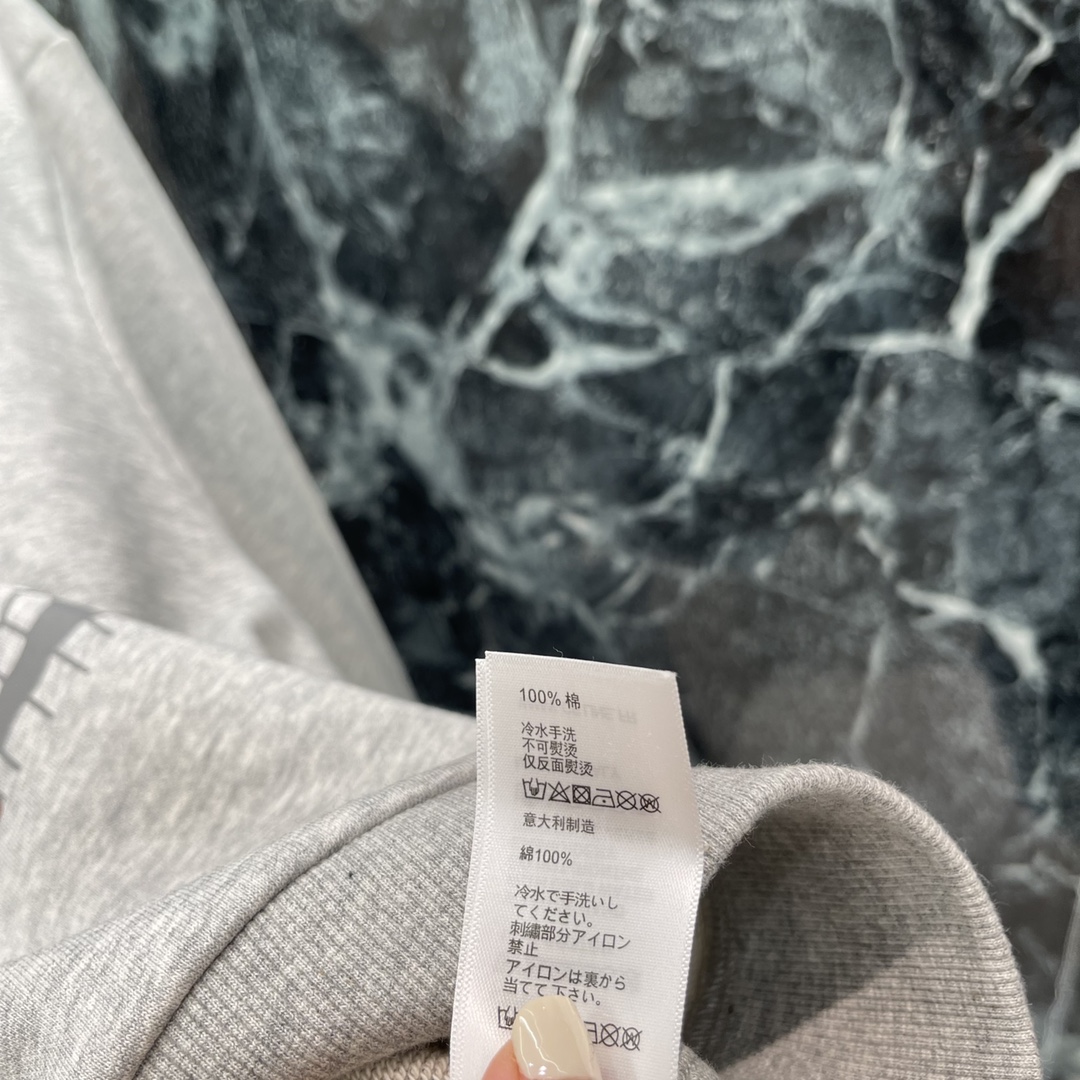 100% 棉
冷水手洗
不可熨烫
仅反面熨烫
意大利制造
綿100%
冷水で手洗いし
てください。
刺繡部分アイロン
禁止
アイロンは裏から
当てて下さい。